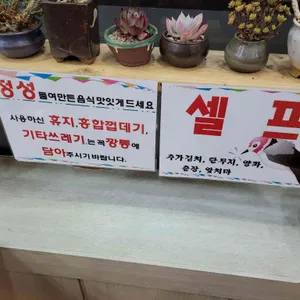 정성 들여만든음식맛있게드세요
사용하신 휴지, 홍합껍데기,
기타쓰레기는 꼭깡통에
담아주시기바랍니다.
셀프
추가김치, 단무지, 양파,
춘장, 앞치마